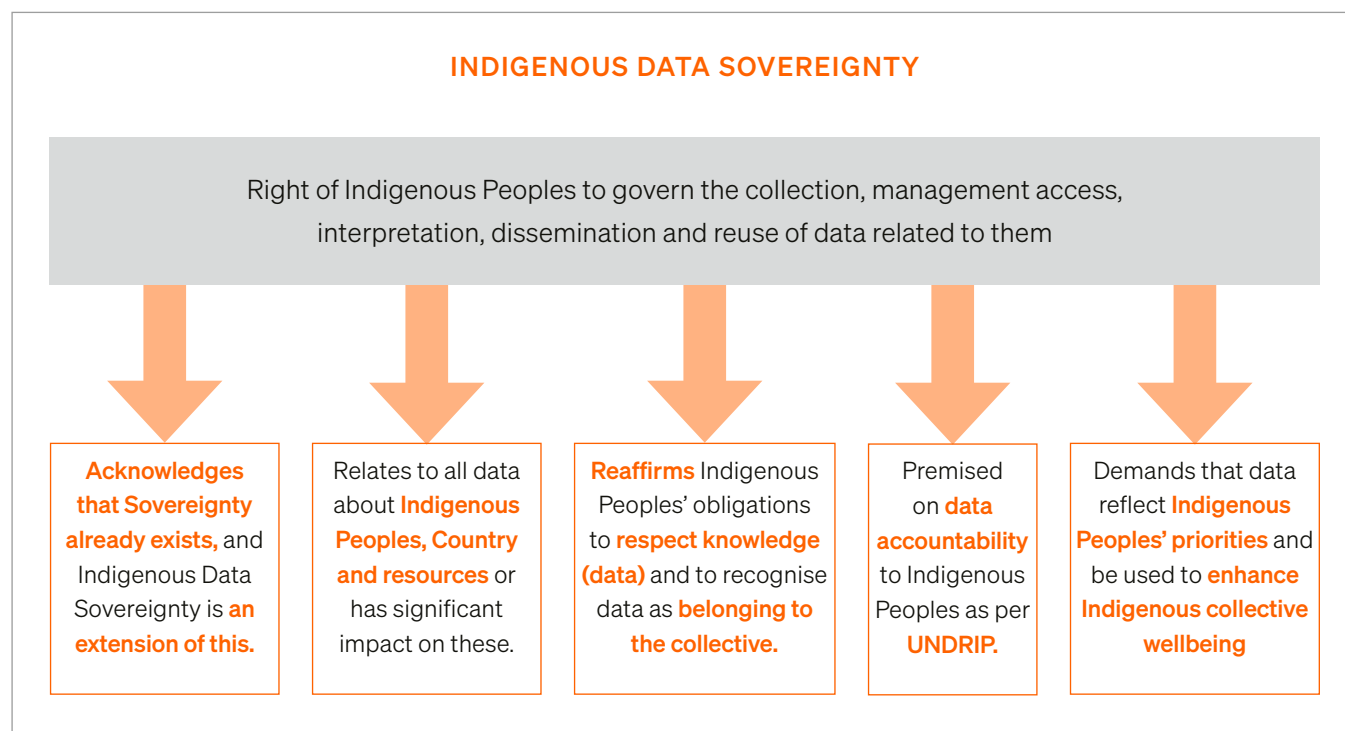 INDIGENOUS DATA SOVEREIGNTY
Right of Indigenous Peoples to govern the collection, management access,
interpretation, dissemination and reuse of data related to them
Acknowledges
that Sovereignty
already exists, and
Indigenous Data
Sovereignty is an
extension of this.
Relates to all data
about Indigenous
Peoples, Country
and resources or
has significant
impact on these.
Reaffirms Indigenous
Peoples’ obligations
to respect knowledge
(data) and to recognise
data as belonging to
the collective.
Premised
on data
accountability
to Indigenous
Peoples as per
UNDRIP.
Demands that data
reflect Indigenous
Peoples’ priorities and
be used to enhance
Indigenous collective
wellbeing